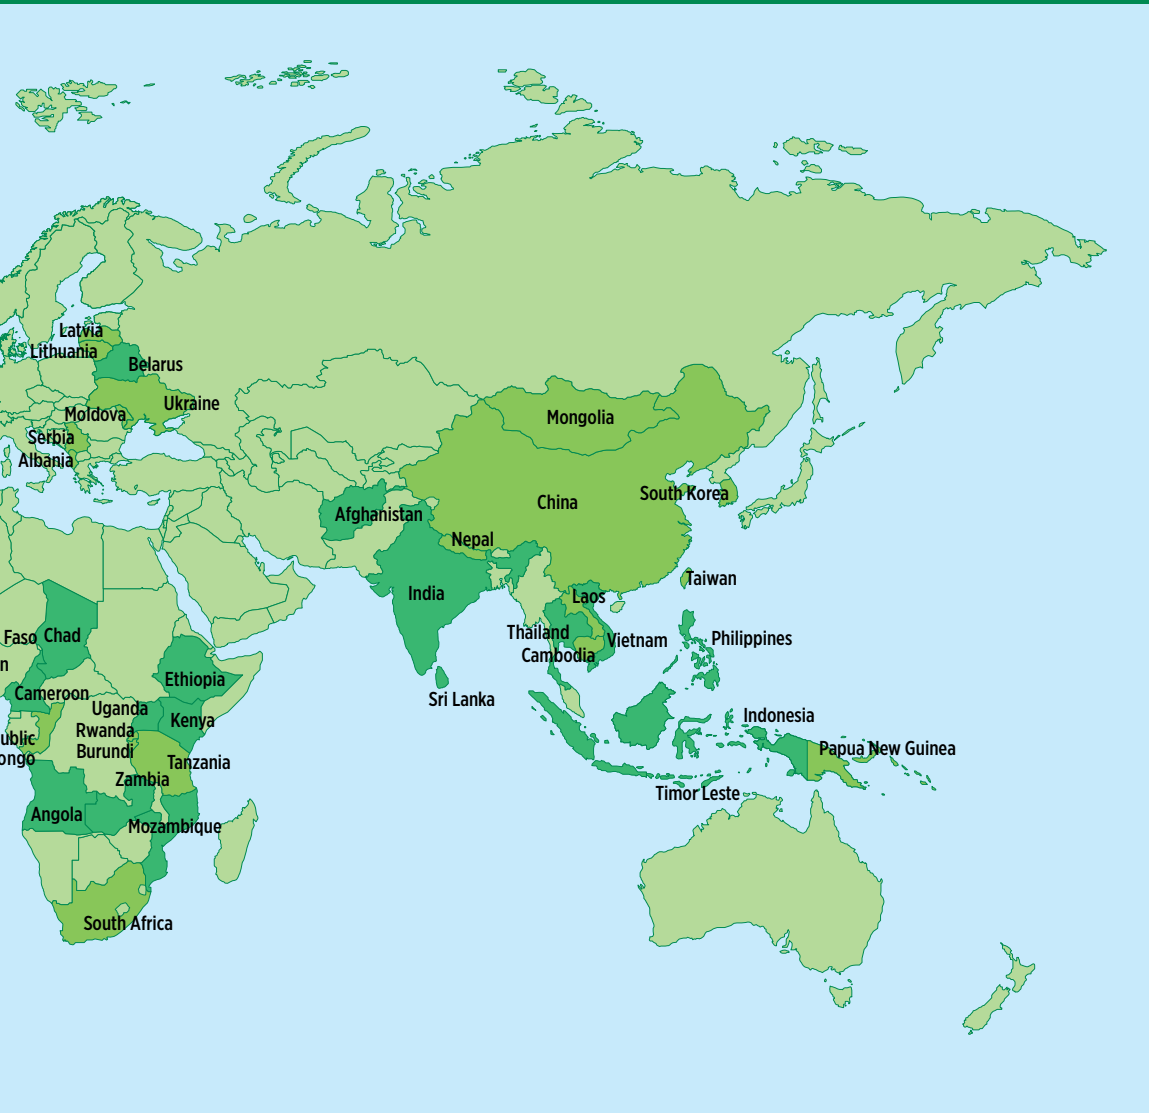 Latvia
Lithuania
Belarus
Ukraine
Moldova
Serbia
Albania
Mongolia
China
South Korea
Afghanistan
Nepal
India
Taiwan
Laos
Thailand
Vietnam
Cambodia
Philippines
Sri Lanka
Faso
Chad
n
Ethiopia
Cameroon
Uganda
Kenya
Rwanda
ublic
Burundi
ongo
Tanzania
Zambia
Angola
Mozambique
South Africa
Indonesia
Papua New Guinea
Timor Leste